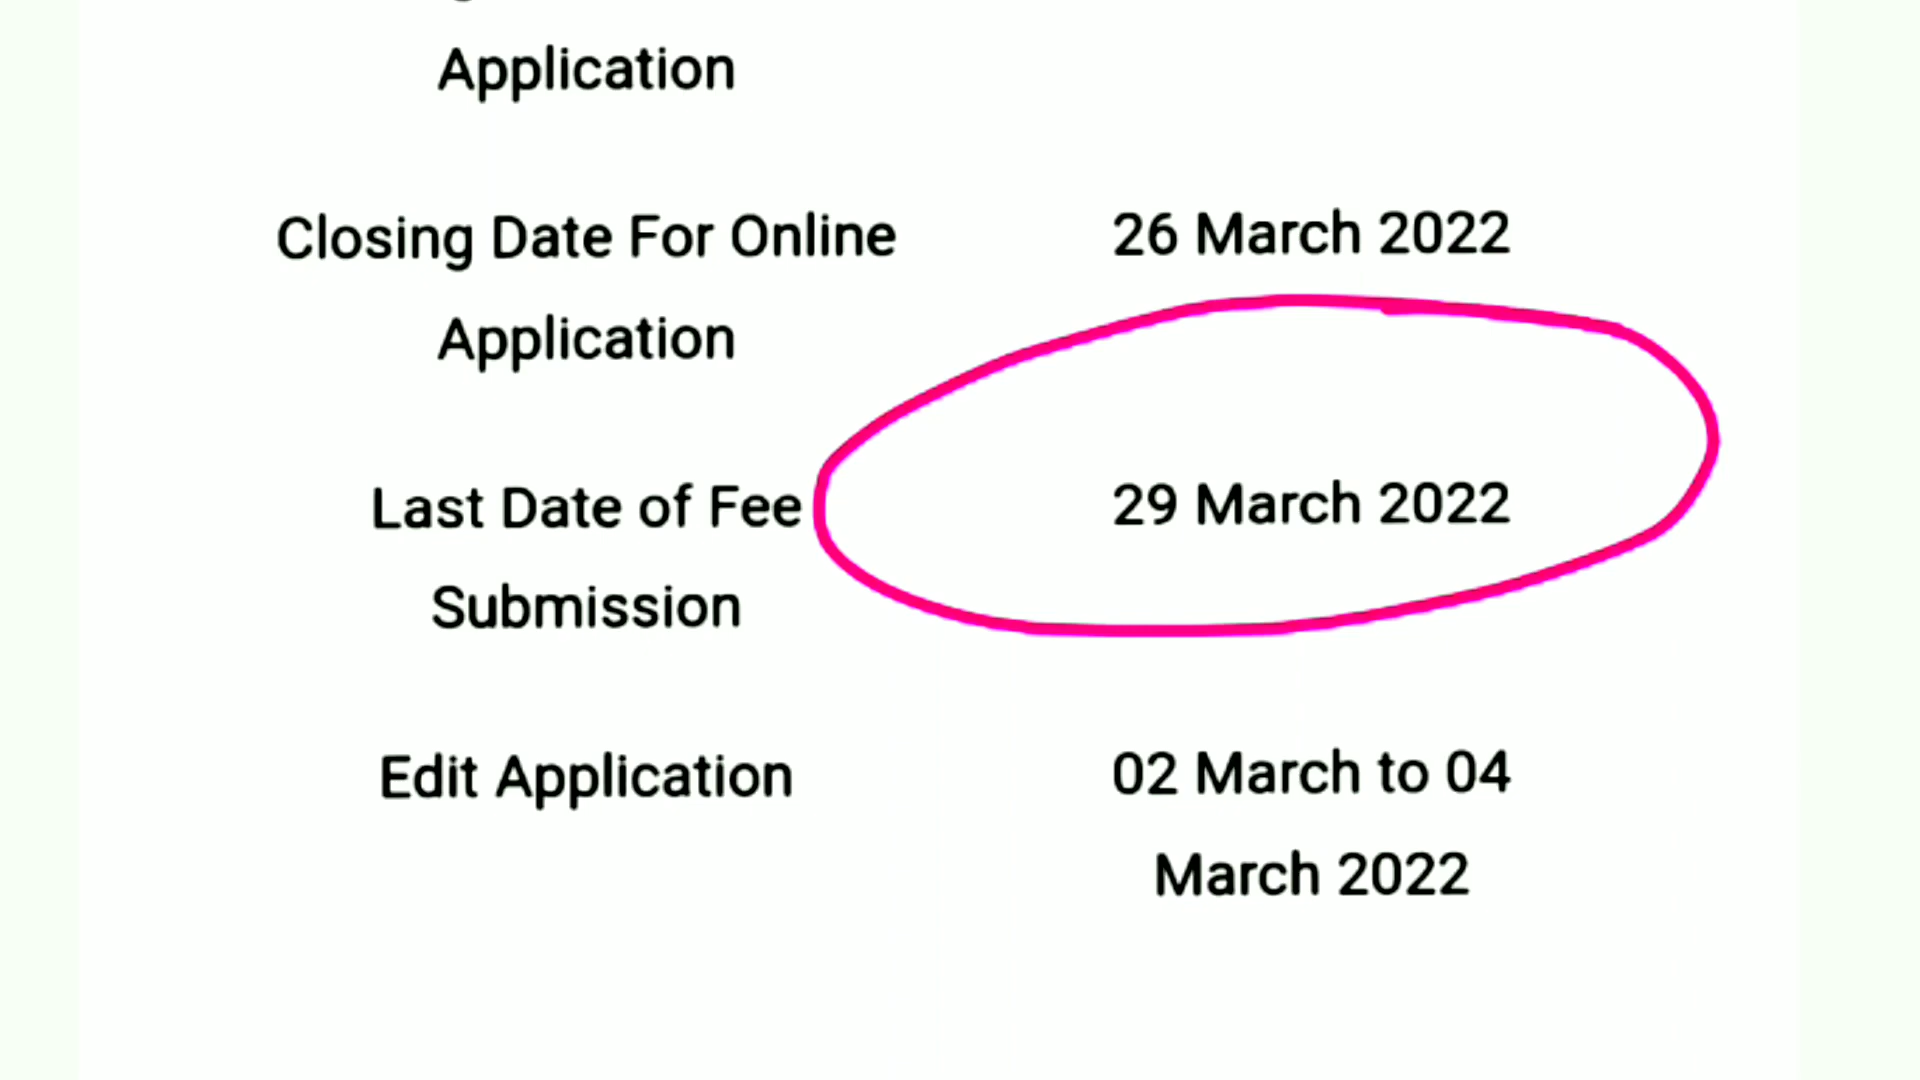 Application
Closing Date For Online 26 March 2022
Application
Last Date of Fee 29 March 2022
Submission
Edit Application 02 March to 04
March 2022